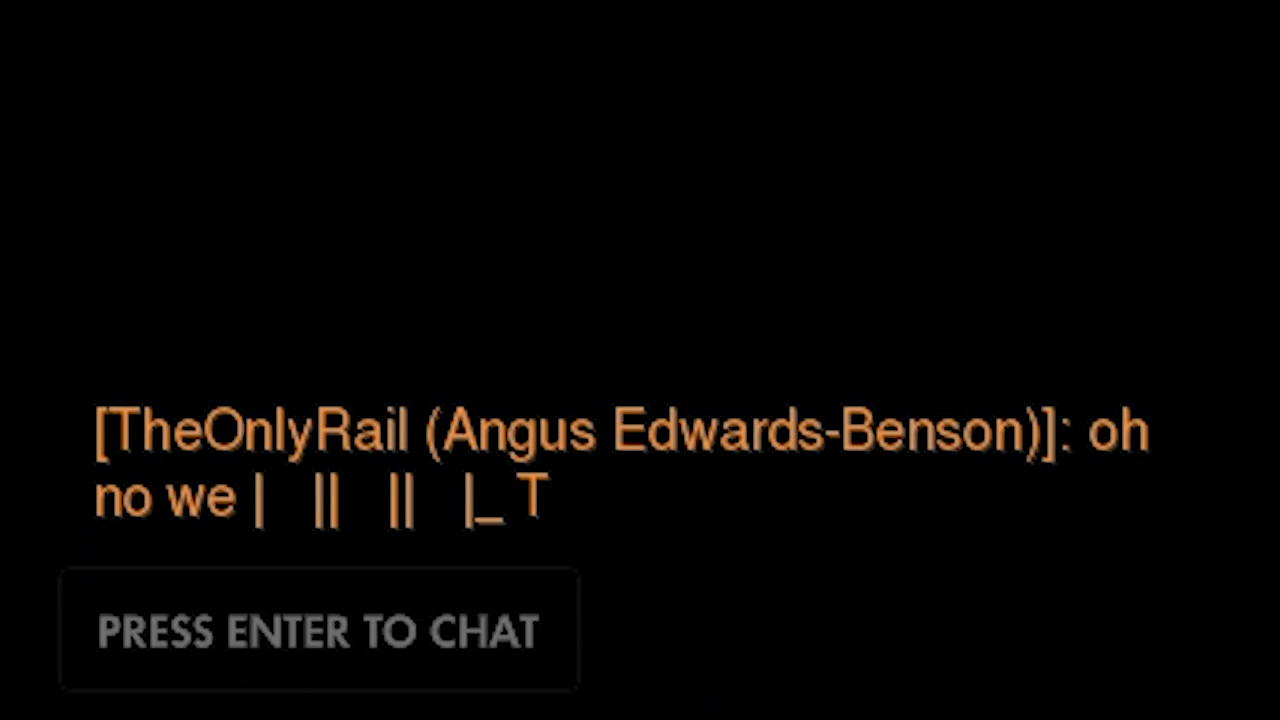 [TheOnlyRail (Angus Edwards-Benson)]: oh
no we |   ||   ||   |_ T
PRESS ENTER TO CHAT